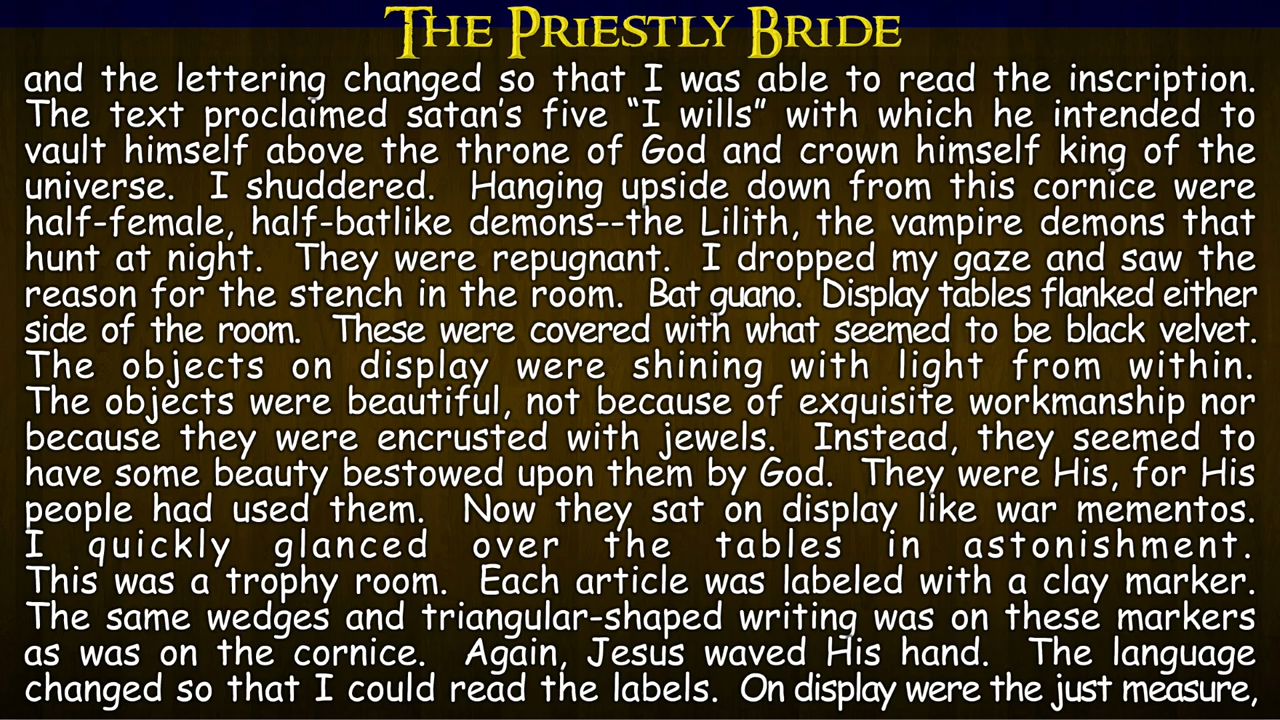 The Priestly Bride
and the lettering changed so that I was able to read the inscription.
The text proclaimed satan's five “I wills” with which he intended to
vault himself above the throne of God and crown himself king of the
universe. I shuddered. Hanging upside down from this cornice were
half-female, half-batlike demons--the Lilith, the vampire demons that
hunt at night. They were repugnant. I dropped my gaze and saw the
reason for the stench in the room. Bat guano. Display tables flanked either
side of the room. These were covered with what seemed to be black velvet.
The objects on display were shining with light from within.
The objects were beautiful, not because of exquisite workmanship nor
because they were encrusted with jewels. Instead, they seemed to
have some beauty bestowed upon them by God. They were His, for His
people had used them. Now they sat on display like war mementos.
I quickly glanced over the tables in astonishment.
This was a trophy room. Each article was labeled with a clay marker.
The same wedges and triangular-shaped writing was on these markers
as was on the cornice. Again, Jesus waved His hand. The language
changed so that I could read the labels. On display were the just measure,